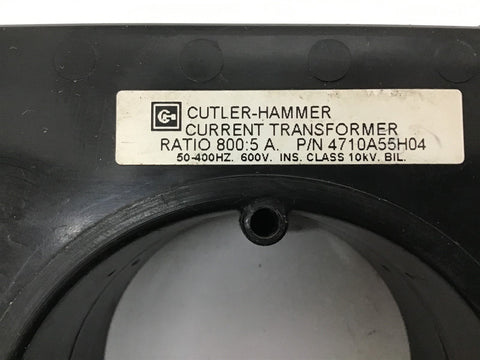 CUTLER-HAMMER
CURRENT TRANSFORMER
RATIO 800:5 A. P/N 4710A55H04
50-400HZ. 600V. INS. CLASS 10kV. BIL.